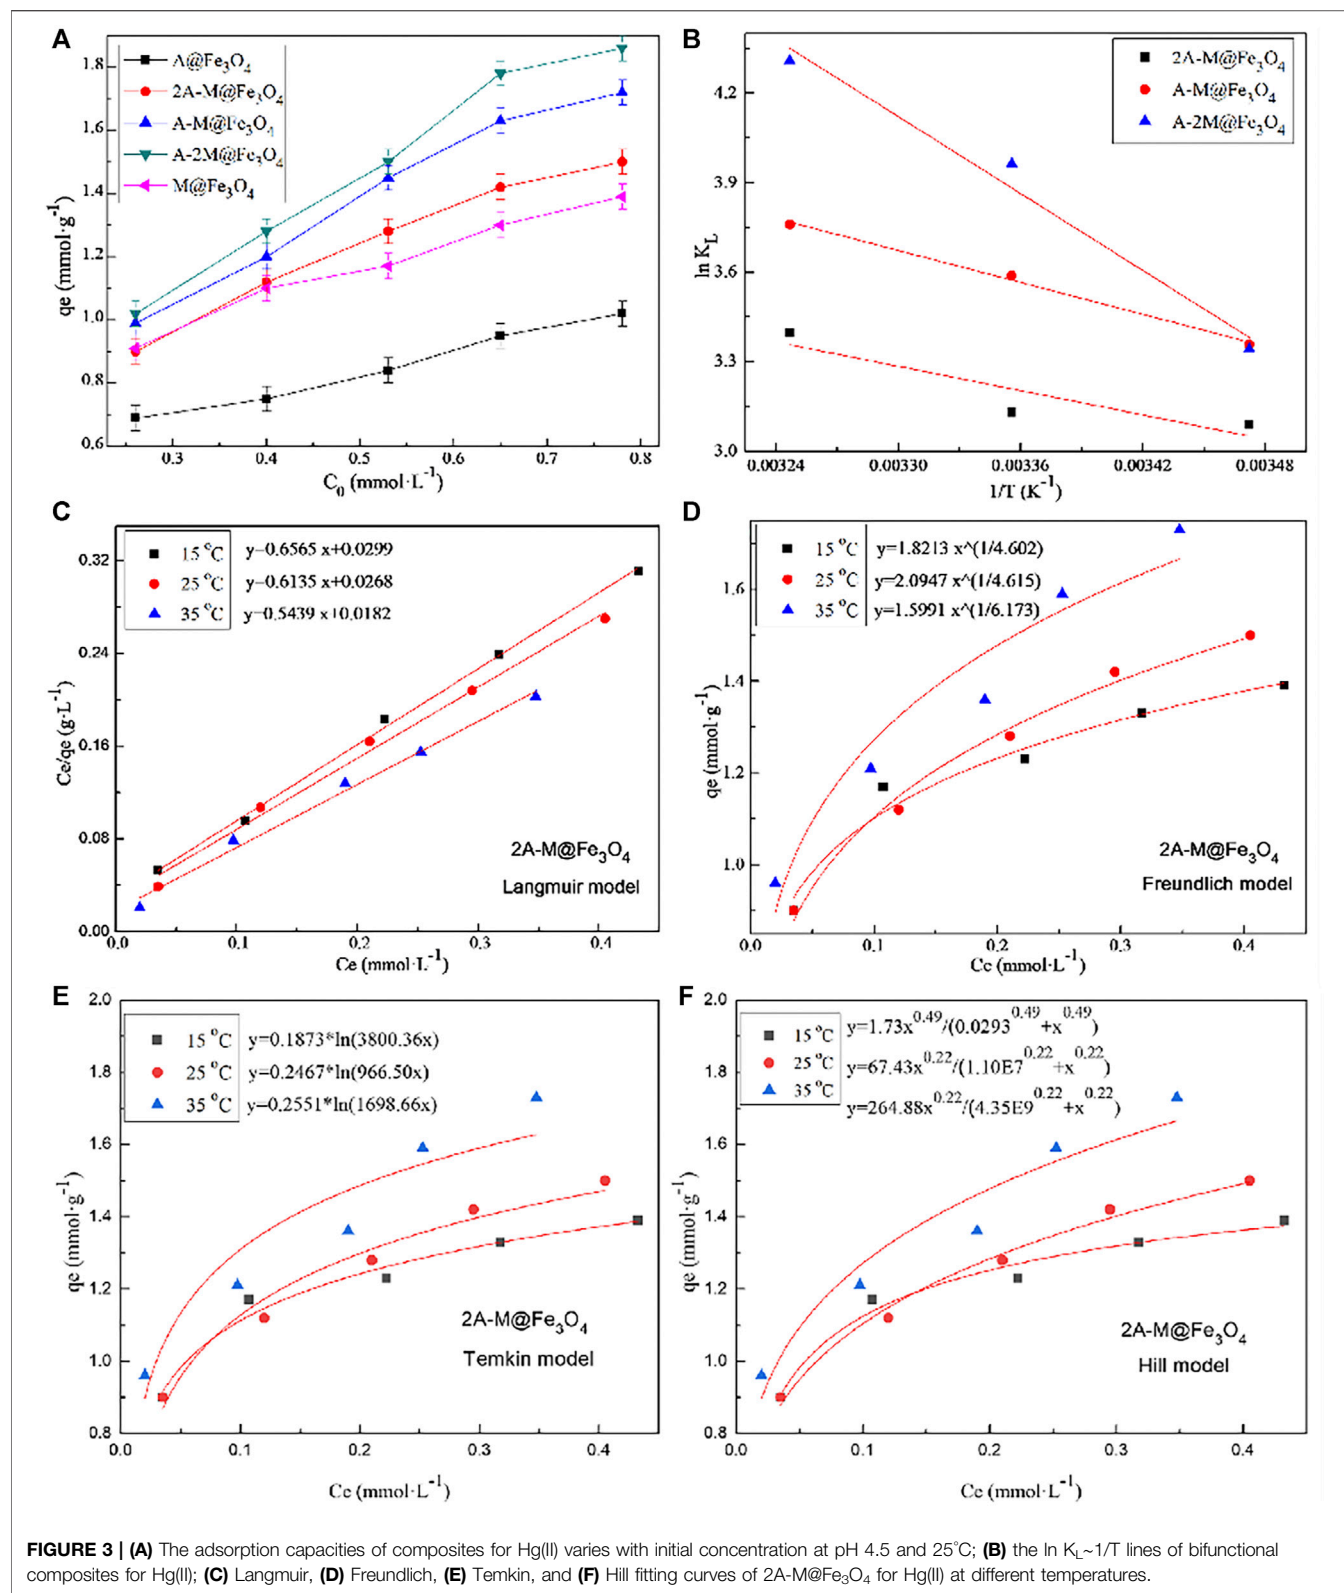 A
A@Fe3O4
2A-M@Fe3O4
A-M@Fe3O4
A-2M@Fe3O4
M@Fe3O4
1.8
1.6
1.4
1.2
1.0
0.8
0.6
qe (mmol·g-1)
0.3 0.4 0.5 0.6 0.7 0.8
C0 (mmol·L-1)
B
2A-M@Fe3O4
A-M@Fe3O4
A-2M@Fe3O4
4.2
3.9
3.6
3.3
3.0
ln KL
0.00324 0.00330 0.00336 0.00342 0.00348
1/T (K-1)
C
15 °C y=0.6565 x+0.0299
25 °C y=0.6135 x+0.0268
35 °C y=0.5439 x+0.0182
0.32
0.24
0.16
0.08
0.00
Ce/qe (g·L-1)
2A-M@Fe3O4
Langmuir model
0.0 0.1 0.2 0.3 0.4
Ce (mmol·L-1)
D
15 °C y=1.8213 x^(1/4.602)
25 °C y=2.0947 x^(1/4.615)
35 °C y=1.5991 x^(1/6.173)
1.6
1.4
1.2
1.0
qe (mmol·g-1)
2A-M@Fe3O4
Freundlich model
0.0 0.1 0.2 0.3 0.4
Ce (mmol·L-1)
E
15 °C y=0.1873*ln(3800.36x)
25 °C y=0.2467*ln(966.50x)
35 °C y=0.2551*ln(1698.66x)
2.0
1.8
1.6
1.4
1.2
1.0
0.8
qe (mmol·g-1)
2A-M@Fe3O4
Temkin model
0.0 0.1 0.2 0.3 0.4
Ce (mmol·L-1)
F
15 °C y=1.73x^0.49/(0.0293^0.49+x^0.49)
25 °C y=67.43x^0.22/(1.10E7^0.22+x^0.22)
35 °C y=264.88x^0.22/(4.35E9^0.22+x^0.22)
2.0
1.8
1.6
1.4
1.2
1.0
0.8
qe (mmol·g-1)
2A-M@Fe3O4
Hill model
0.0 0.1 0.2 0.3 0.4
Ce (mmol·L-1)
FIGURE 3 | (A) The adsorption capacities of composites for Hg(II) varies with initial concentration at pH 4.5 and 25°C; (B) the ln KL~1/T lines of bifunctional
composites for Hg(II); (C) Langmuir, (D) Freundlich, (E) Temkin, and (F) Hill fitting curves of 2A-M@Fe3O4 for Hg(II) at different temperatures.